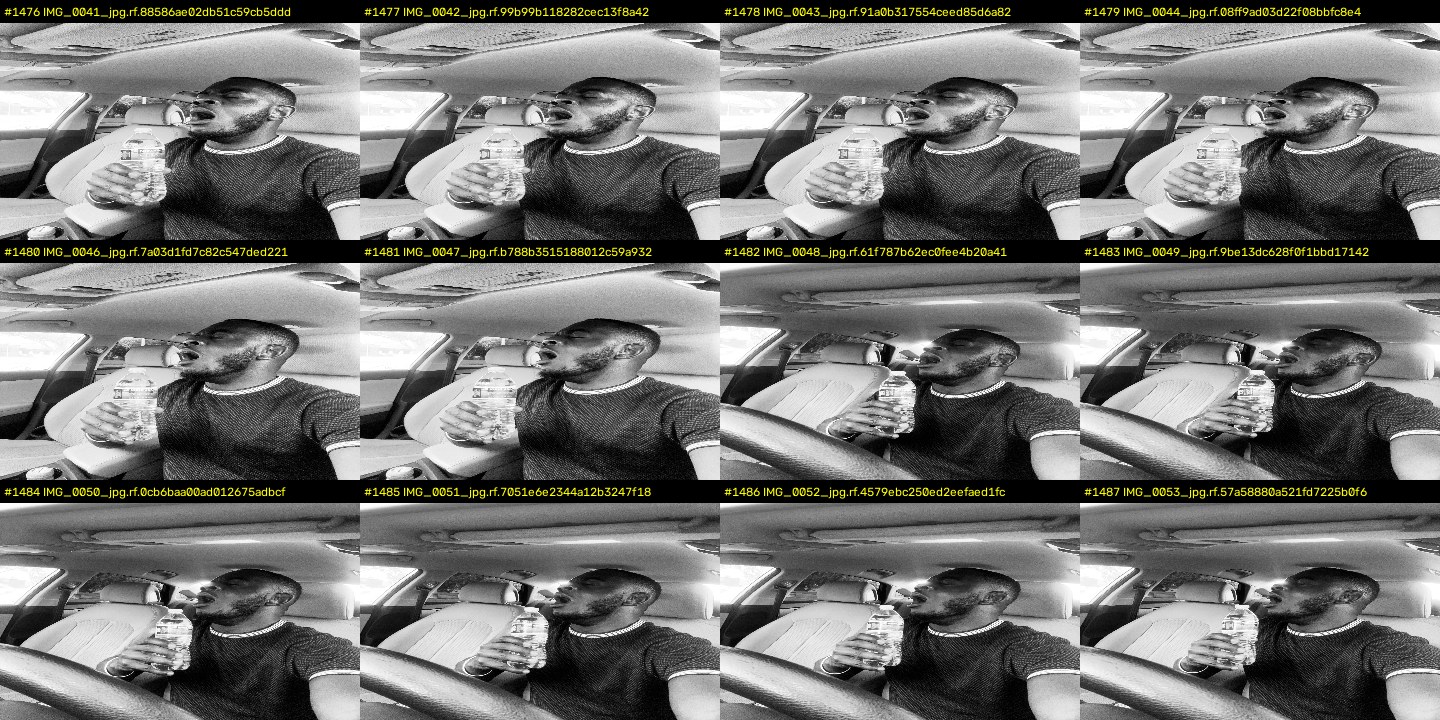 #1476 IMG_0041_jpg.rf.88586ae02db51c59cb5ddd
#1477 IMG_0042_jpg.rf.99b99b118282cec13f8a42
#1478 IMG_0043_jpg.rf.91a0b317554ceed85d6a82
#1479 IMG_0044_jpg.rf.08ff9ad03d22f08bbfc8e4
#1480 IMG_0046_jpg.rf.7a03d1fd7c82c547ded221
#1481 IMG_0047_jpg.rf.b788b3515188012c59a932
#1482 IMG_0048_jpg.rf.61f787b62ec0fee4b20a41
#1483 IMG_0049_jpg.rf.9be13dc628f0f1bbd17142
#1484 IMG_0050_jpg.rf.0cb6baa00ad012675adbcf
#1485 IMG_0051_jpg.rf.7051e6e2344a12b3247f18
#1486 IMG_0052_jpg.rf.4579ebc250ed2eefaed1fc
#1487 IMG_0053_jpg.rf.57a58880a521fd7225b0f6